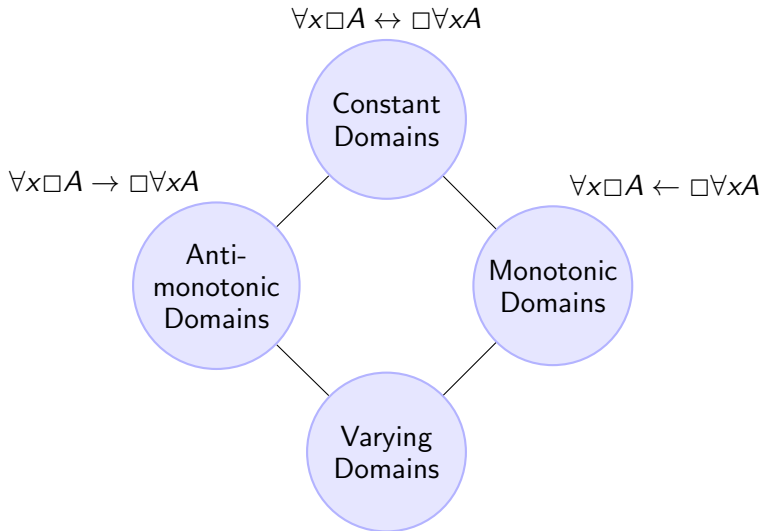 ∀x□A ↔ □∀xA
Constant
Domains
∀x□A → □∀xA
∀x□A ← □∀xA
Anti-
monotonic
Domains
Monotonic
Domains
Varying
Domains